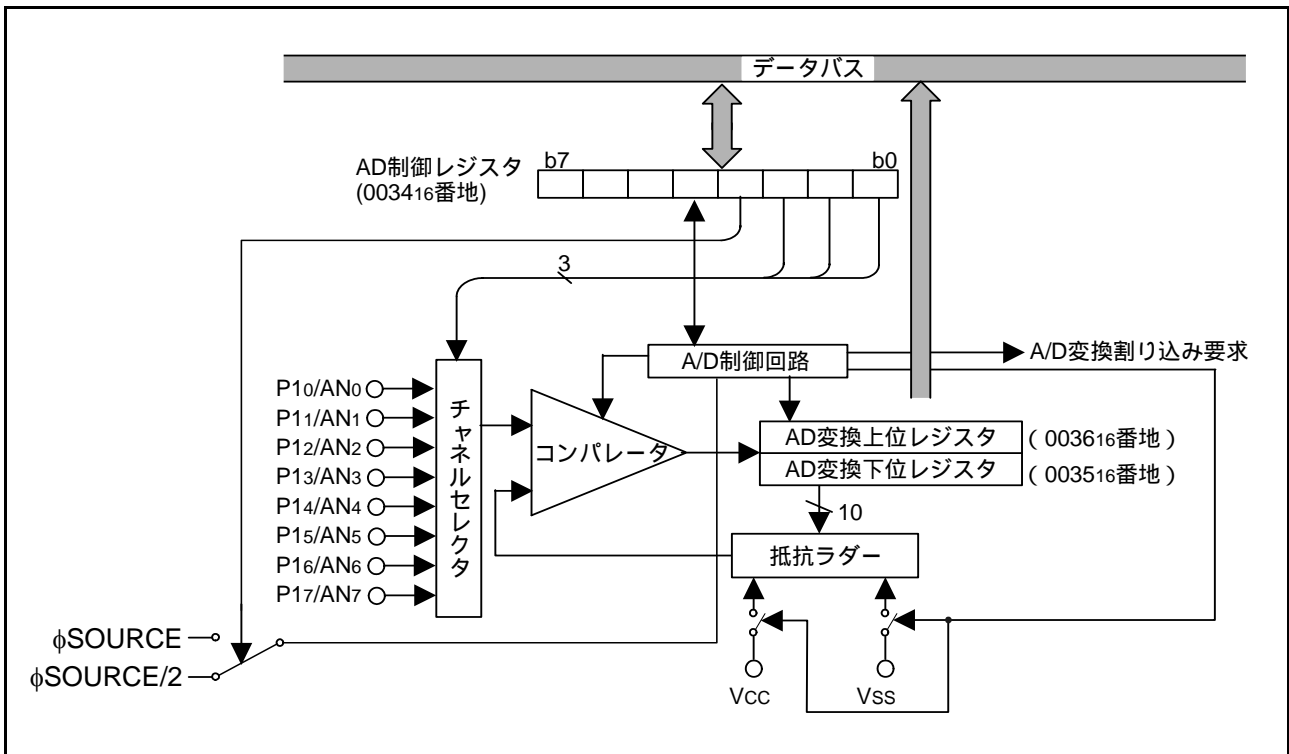 データバス
AD制御レジスタ
(003416番地)
b7
b0
3
A/D制御回路
A/D変換割り込み要求
P10/AN0
P11/AN1
P12/AN2
P13/AN3
P14/AN4
P15/AN5
P16/AN6
P17/AN7
チャネルセレクタ
コンパレータ
AD変換上位レジスタ
(003616番地)
AD変換下位レジスタ
(003516番地)
10
抵抗ラダー
φSOURCE
φSOURCE/2
VCC
VSS